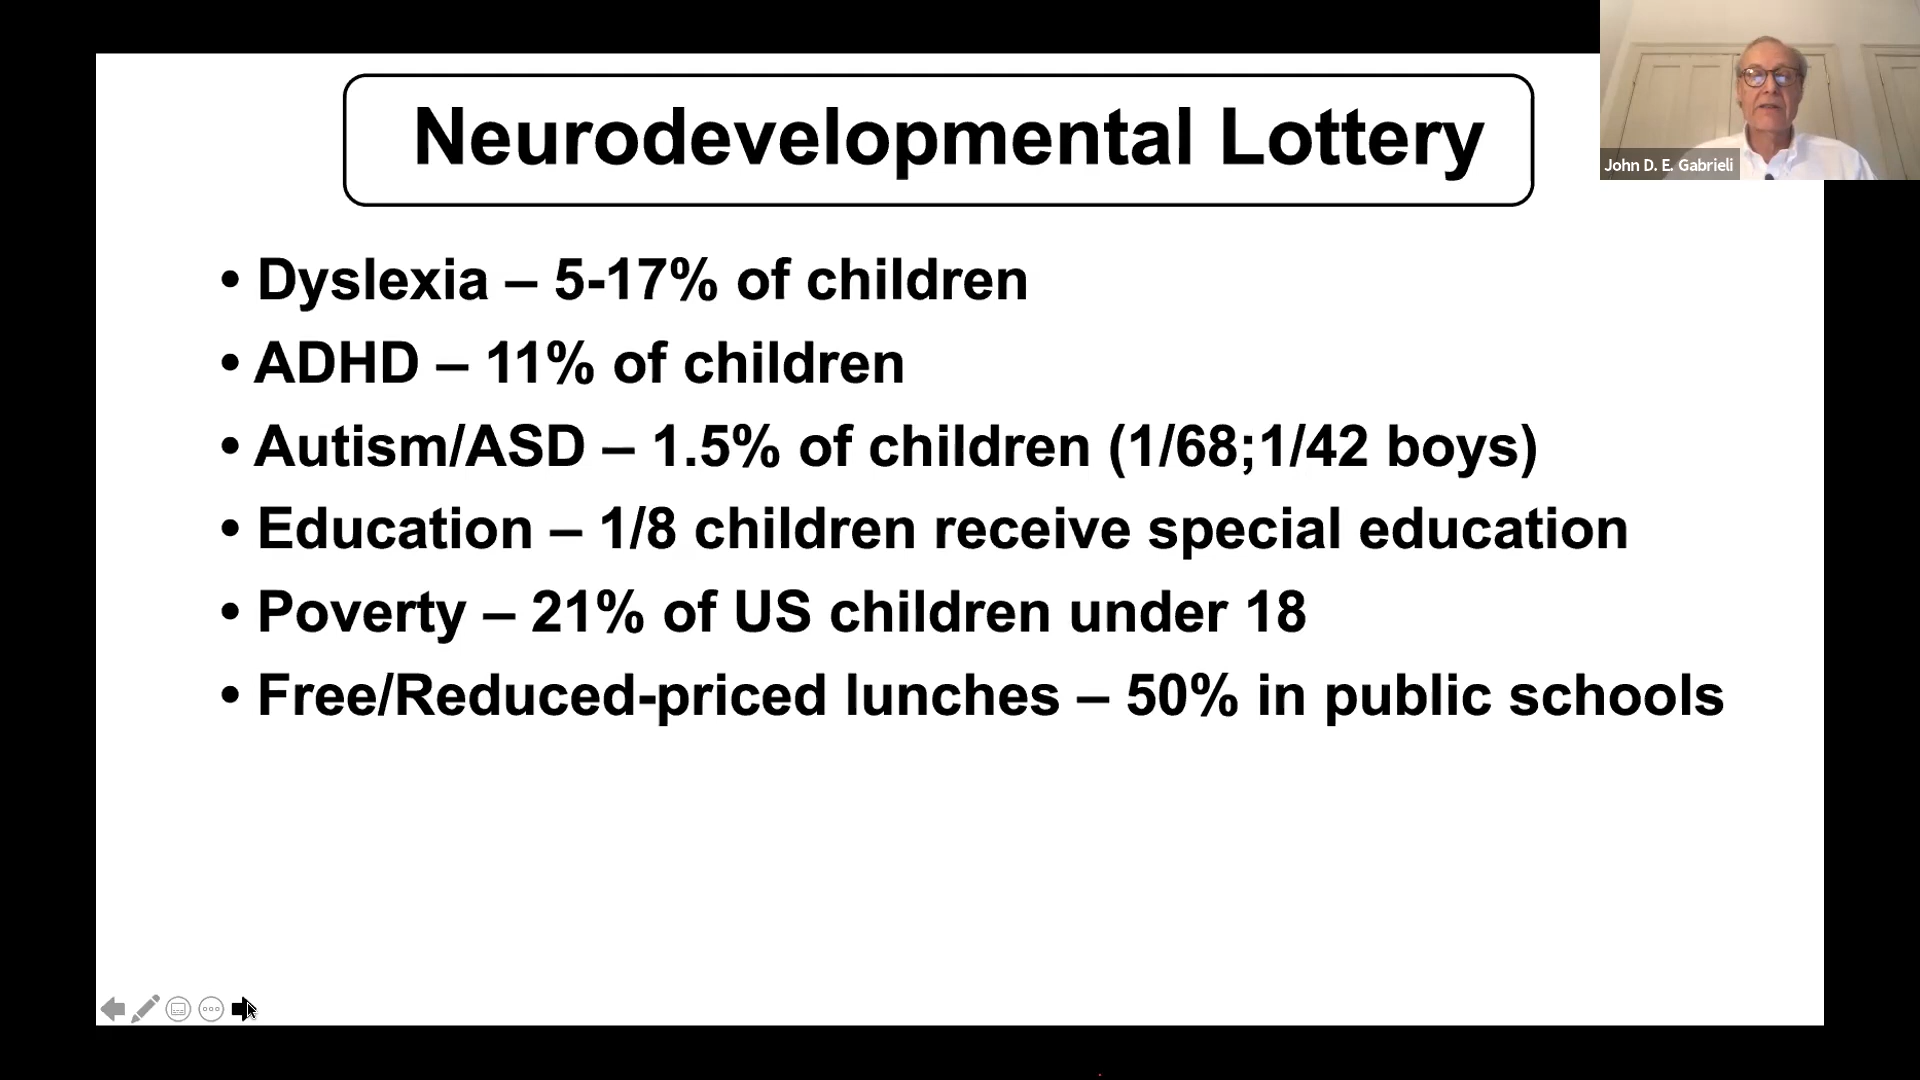 Neurodevelopmental Lottery
John D. E. Gabrieli
• Dyslexia – 5-17% of children
• ADHD – 11% of children
• Autism/ASD – 1.5% of children (1/68;1/42 boys)
• Education – 1/8 children receive special education
• Poverty – 21% of US children under 18
• Free/Reduced-priced lunches – 50% in public schools